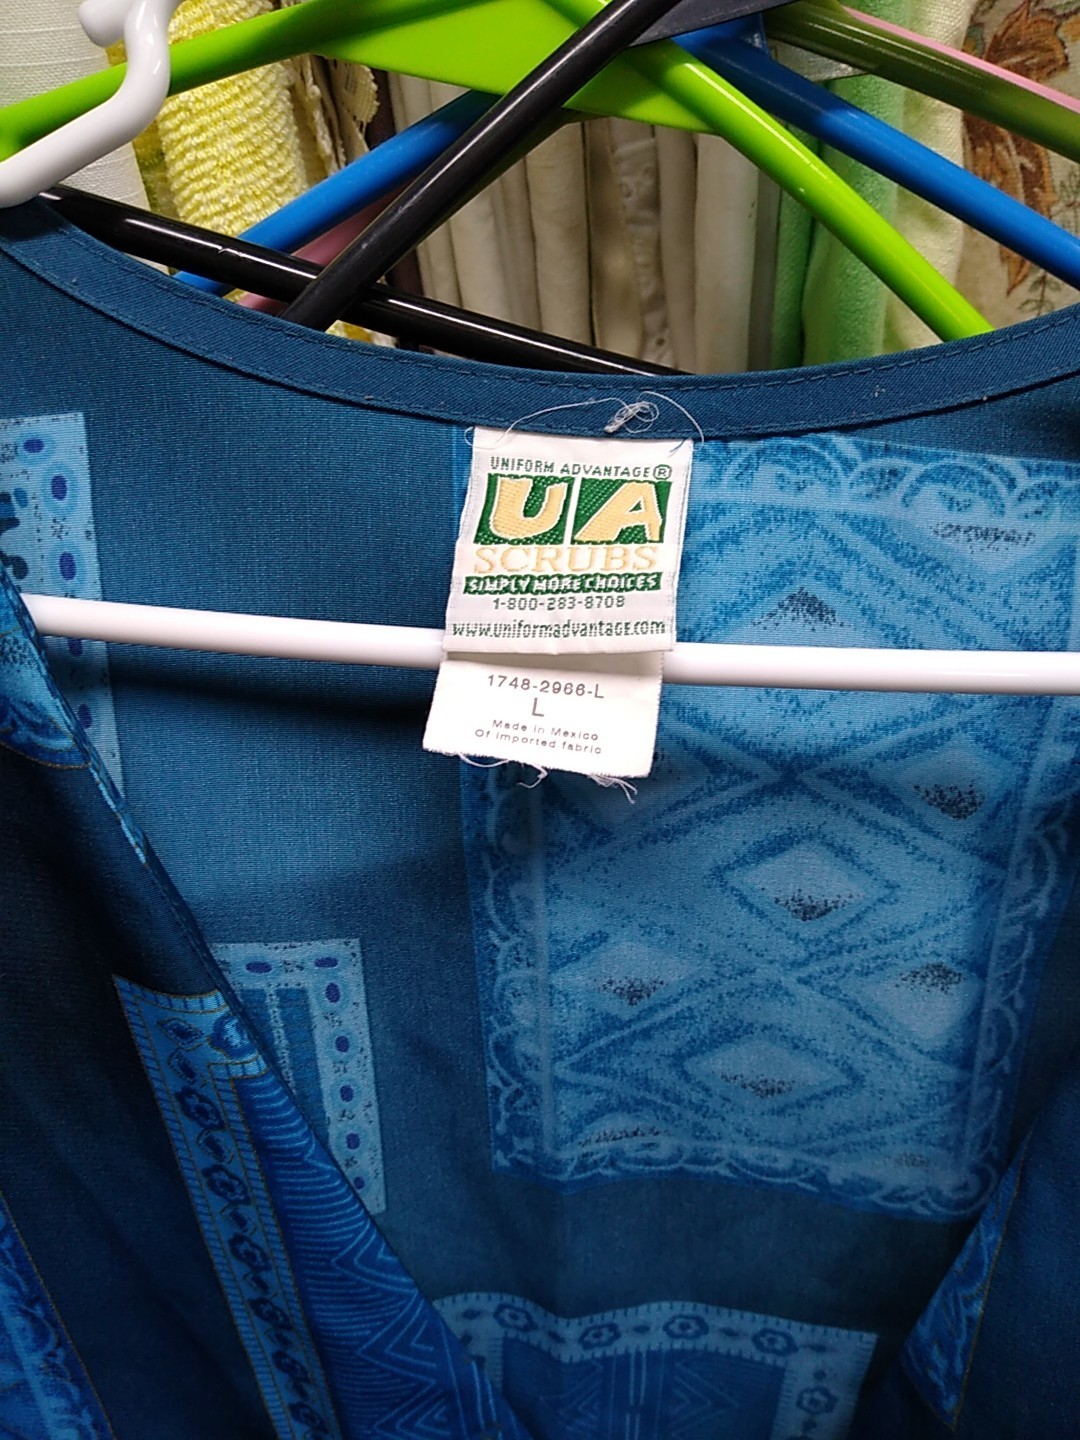 UNIFORM ADVANTAGE®
UA
SCRUBS
SIMPLY MORE CHOICES
1-800-283-8708
www.uniformadvantage.com
1748-2966-L
L
Made in Mexico
Of imported fabric